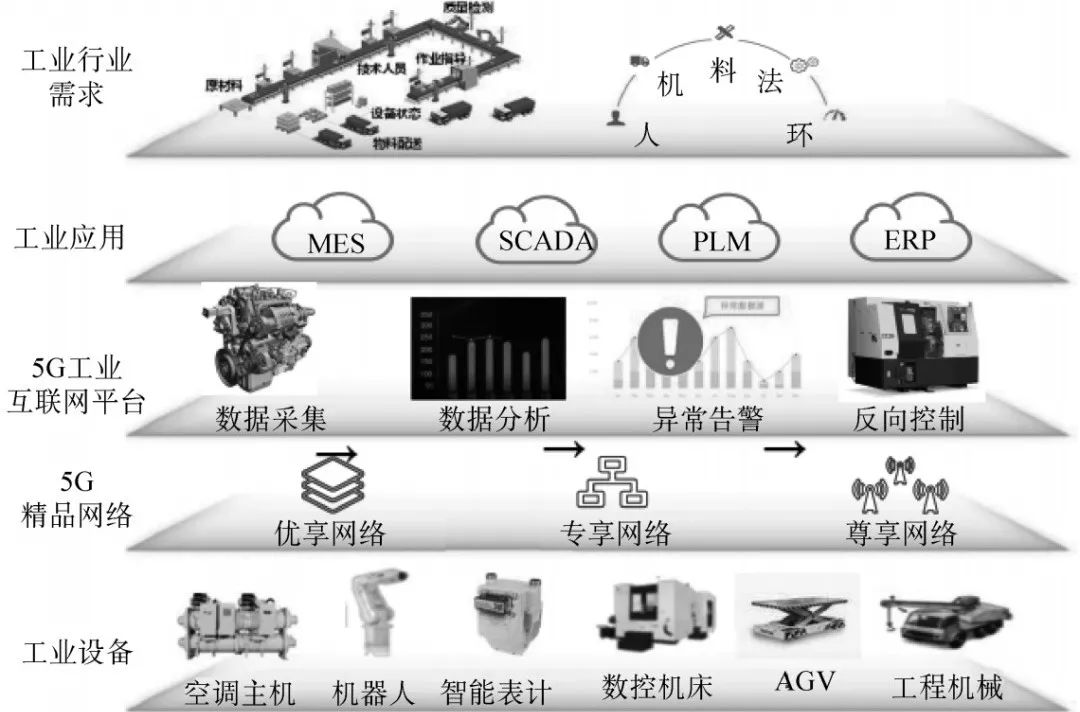 工业行业
需求
质量检测
作业指导
技术人员
原材料
设备状态
物料配送
人 机 料 法 环
工业应用
MES
SCADA
PLM
ERP
5G工业
互联网平台
数据采集
数据分析
异常告警
反向控制
5G
精品网络
优享网络
专享网络
尊享网络
工业设备
空调主机
机器人
智能表计
数控机床
AGV
工程机械